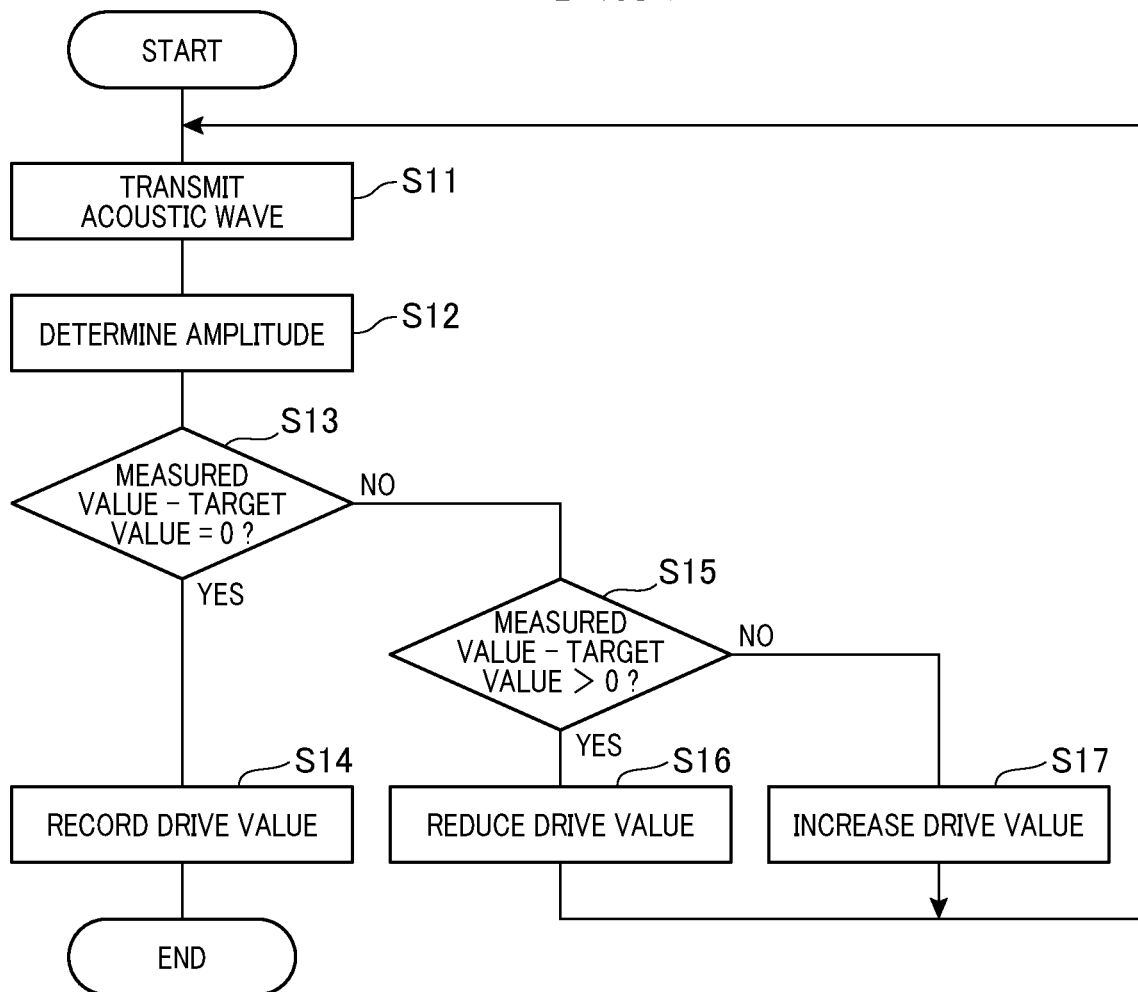 START
TRANSMIT
ACOUSTIC WAVE
S11
DETERMINE AMPLITUDE
S12
S13
MEASURED
VALUE - TARGET
VALUE = 0 ?
NO
YES
S15
MEASURED
VALUE - TARGET
VALUE > 0 ?
NO
YES
S14
RECORD DRIVE VALUE
S16
REDUCE DRIVE VALUE
S17
INCREASE DRIVE VALUE
END